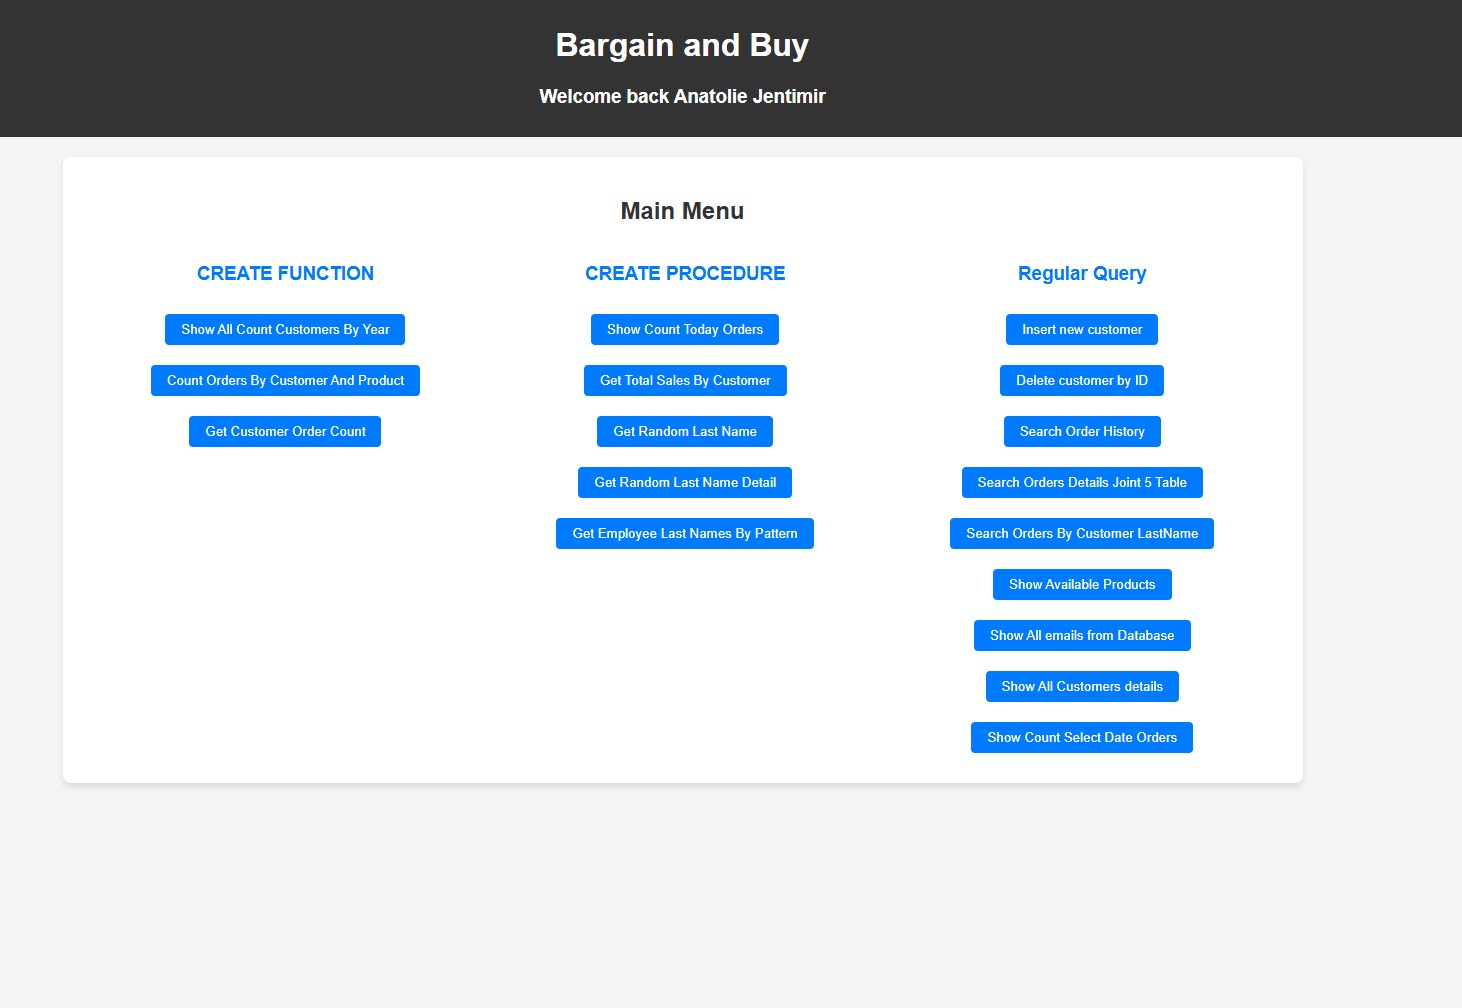 Bargain and Buy
Welcome back Anatolie Jentimir
Main Menu
CREATE FUNCTION
Show All Count Customers By Year
Count Orders By Customer And Product
Get Customer Order Count
CREATE PROCEDURE
Show Count Today Orders
Get Total Sales By Customer
Get Random Last Name
Get Random Last Name Detail
Get Employee Last Names By Pattern
Regular Query
Insert new customer
Delete customer by ID
Search Order History
Search Orders Details Joint 5 Table
Search Orders By Customer LastName
Show Available Products
Show All emails from Database
Show All Customers details
Show Count Select Date Orders